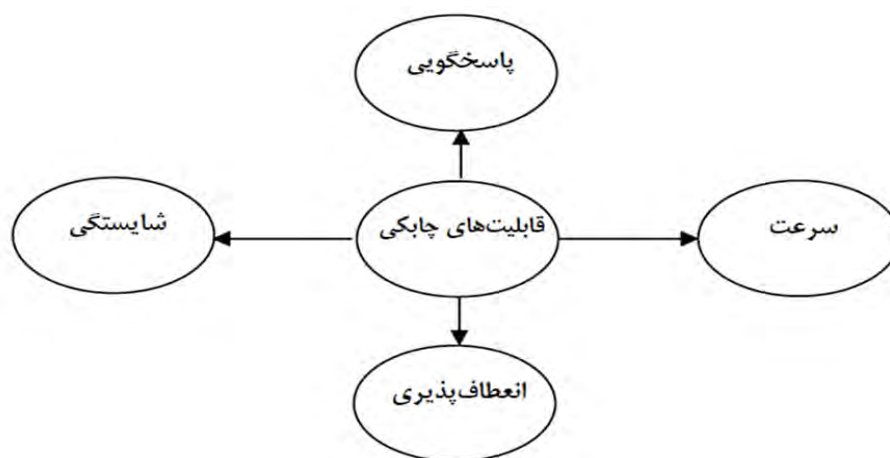 پاسخگویی
سرعت
قابلیت‌های چابکی
شایستگی
انعطاف‌پذیری